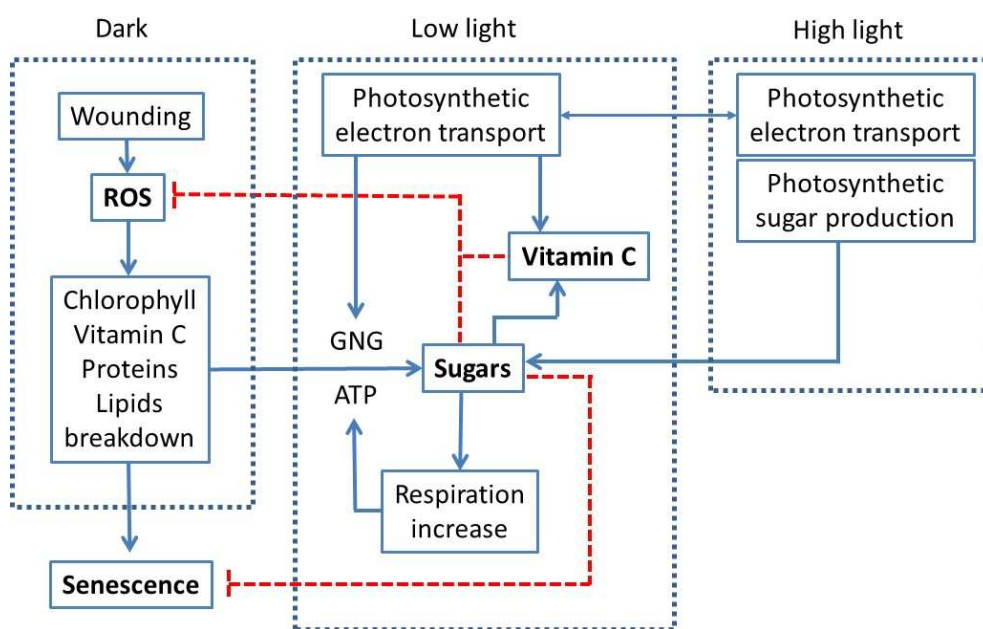 Dark
Low light
High light
Wounding
ROS
Chlorophyll
Vitamin C
Proteins
Lipids
breakdown
Senescence
Photosynthetic
electron transport
Vitamin C
GNG
Sugars
ATP
Respiration
increase
Photosynthetic
electron transport
Photosynthetic
sugar production